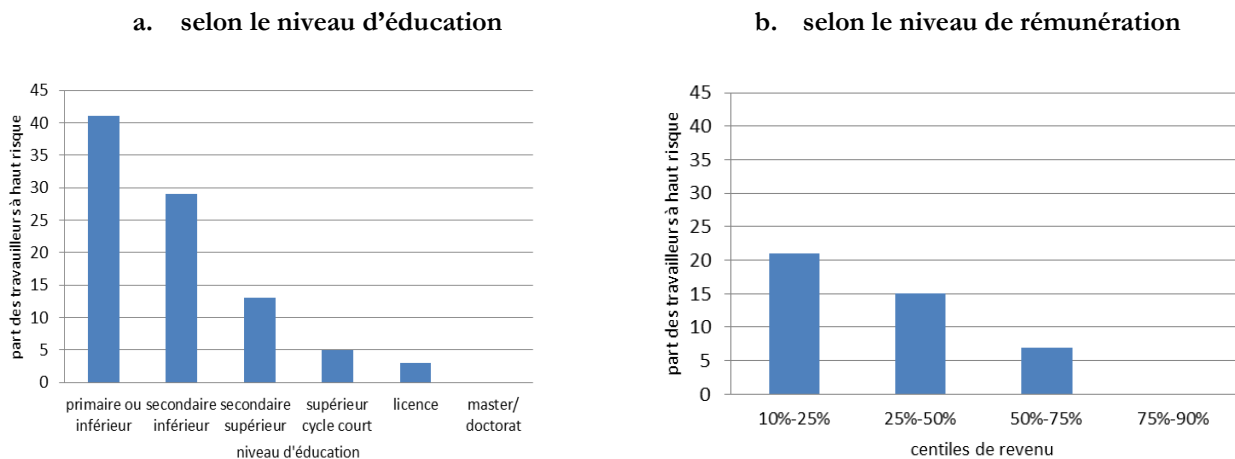 a. selon le niveau d'éducation
part des travauilleurs à haut risque
45
40
35
30
25
20
15
10
5
0
primaire ou inférieur
secondaire inférieur
secondaire supérieur
supérieur cycle court
licence
master/ doctorat
niveau d'éducation
b. selon le niveau de rémunération
part des travailleurs à haut risque
45
40
35
30
25
20
15
10
5
0
10%-25%
25%-50%
50%-75%
75%-90%
centiles de revenu